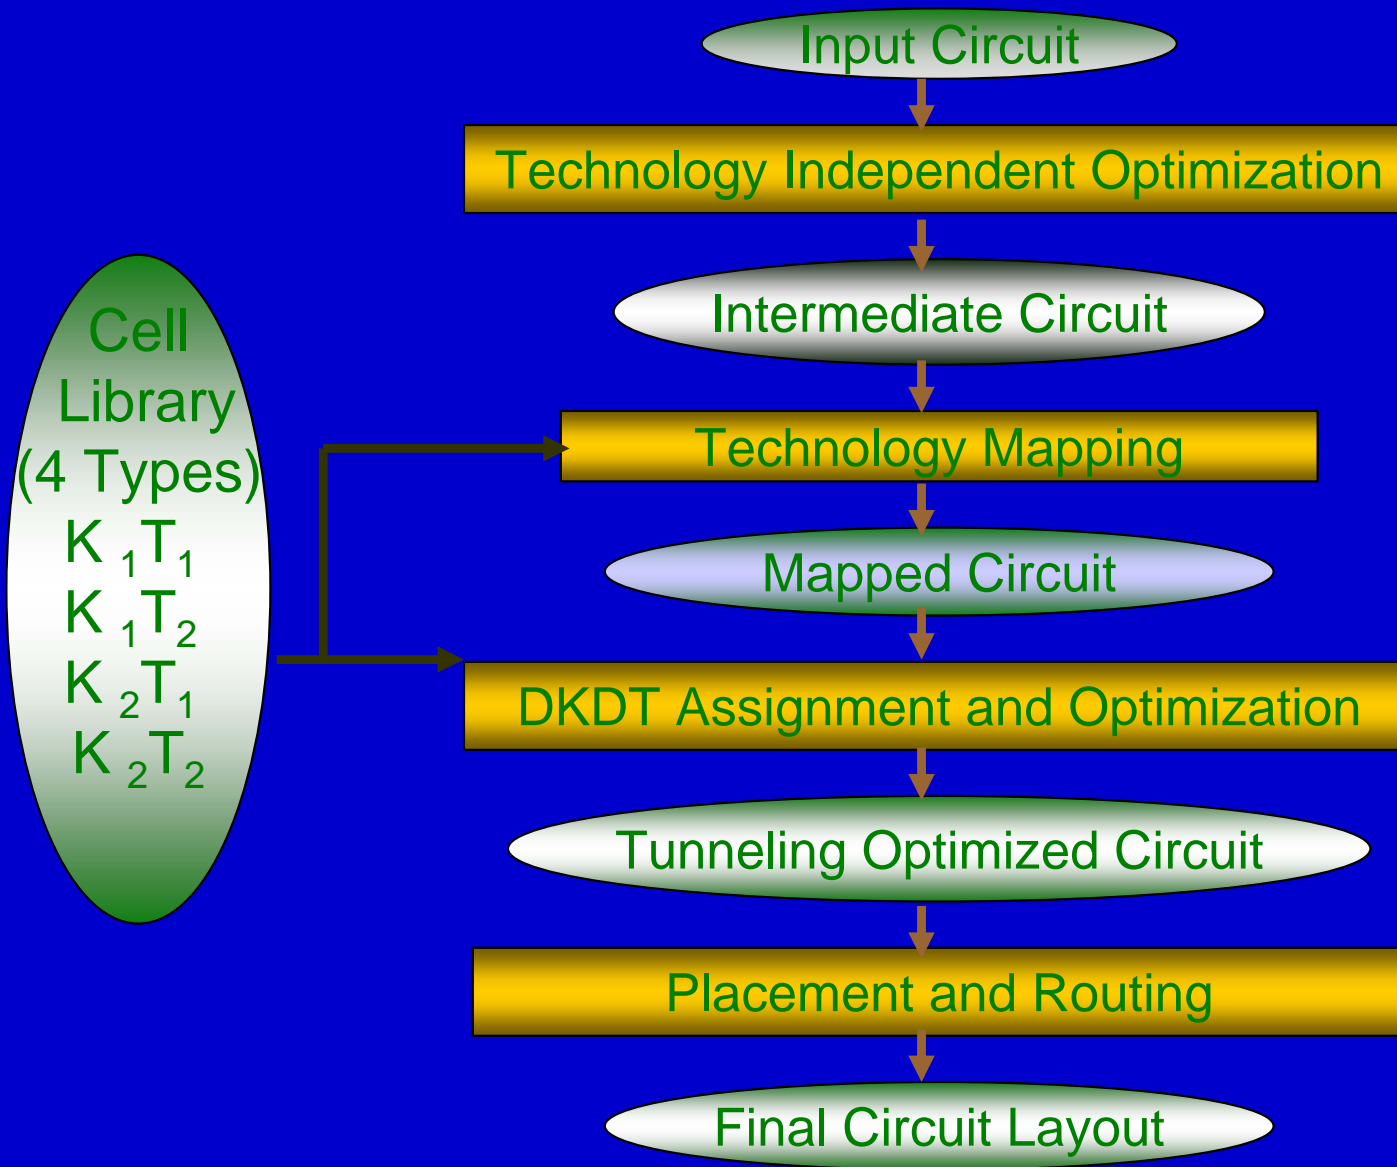 Input Circuit
Technology Independent Optimization
Intermediate Circuit
Cell
Library
(4 Types)
K ₁T₁
K ₁T₂
K ₂T₁
K ₂T₂
Technology Mapping
Mapped Circuit
DKDT Assignment and Optimization
Tunneling Optimized Circuit
Placement and Routing
Final Circuit Layout